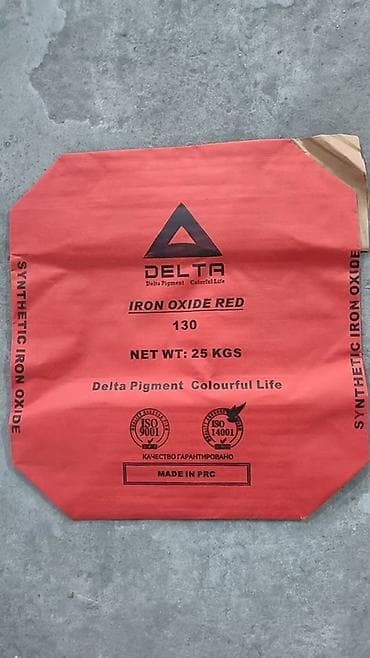 DELTA
Delta Pigment Colorful Life
IRON OXIDE RED
130
NET WT: 25 KGS
Delta Pigment Colourful Life
SYNTHETIC IRON OXIDE
SYNTHETIC IRON OXIDE
ISO 9001
ISO 14001
КАЧЕСТВО ГАРАНТИРОВАНО
MADE IN PRC